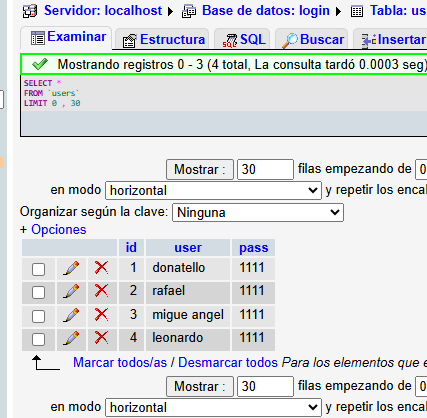 Servidor: localhost Base de datos: login Tabla: us
Examinar Estructura SQL Buscar Insertar
Mostrando registros 0 - 3 (4 total, La consulta tardó 0.0003 seg)
SELECT *
FROM `users`
LIMIT 0 , 30
Mostrar : 30 filas empezando de 0
en modo horizontal y repetir los encal
Organizar según la clave: Ninguna
+ Opciones
id user pass
1 donatello 1111
2 rafael 1111
3 migue angel 1111
4 leonardo 1111
Marcar todos/as / Desmarcar todos Para los elementos que e
Mostrar : 30 filas empezando de 0
en modo horizontal y repetir los encal